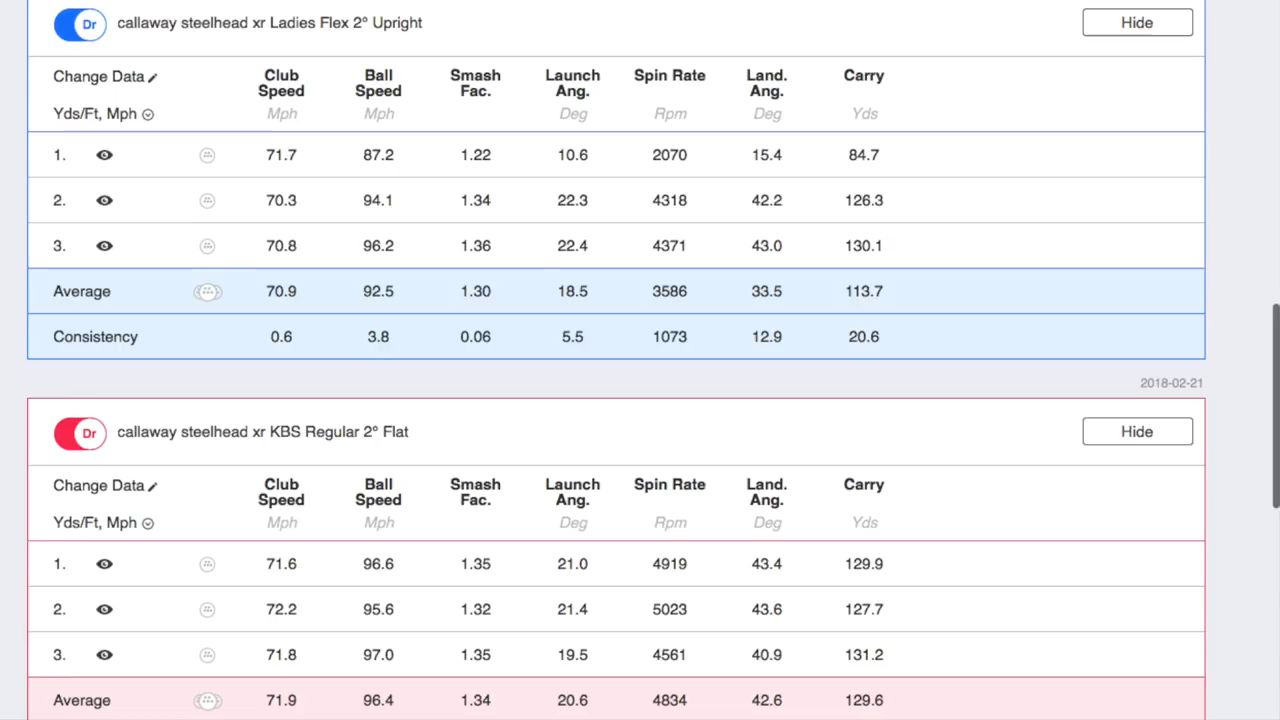 Dr callaway steelhead xr Ladies Flex 2° Upright Hide
Change Data Club Speed Ball Speed Smash Fac. Launch Ang. Spin Rate Land. Ang. Carry
Yds/Ft, Mph Mph Mph Deg Rpm Deg Yds
1. 71.7 87.2 1.22 10.6 2070 15.4 84.7
2. 70.3 94.1 1.34 22.3 4318 42.2 126.3
3. 70.8 96.2 1.36 22.4 4371 43.0 130.1
Average 70.9 92.5 1.30 18.5 3586 33.5 113.7
Consistency 0.6 3.8 0.06 5.5 1073 12.9 20.6
2018-02-21
Dr callaway steelhead xr KBS Regular 2° Flat Hide
Change Data Club Speed Ball Speed Smash Fac. Launch Ang. Spin Rate Land. Ang. Carry
Yds/Ft, Mph Mph Mph Deg Rpm Deg Yds
1. 71.6 96.6 1.35 21.0 4919 43.4 129.9
2. 72.2 95.6 1.32 21.4 5023 43.6 127.7
3. 71.8 97.0 1.35 19.5 4561 40.9 131.2
Average 71.9 96.4 1.34 20.6 4834 42.6 129.6